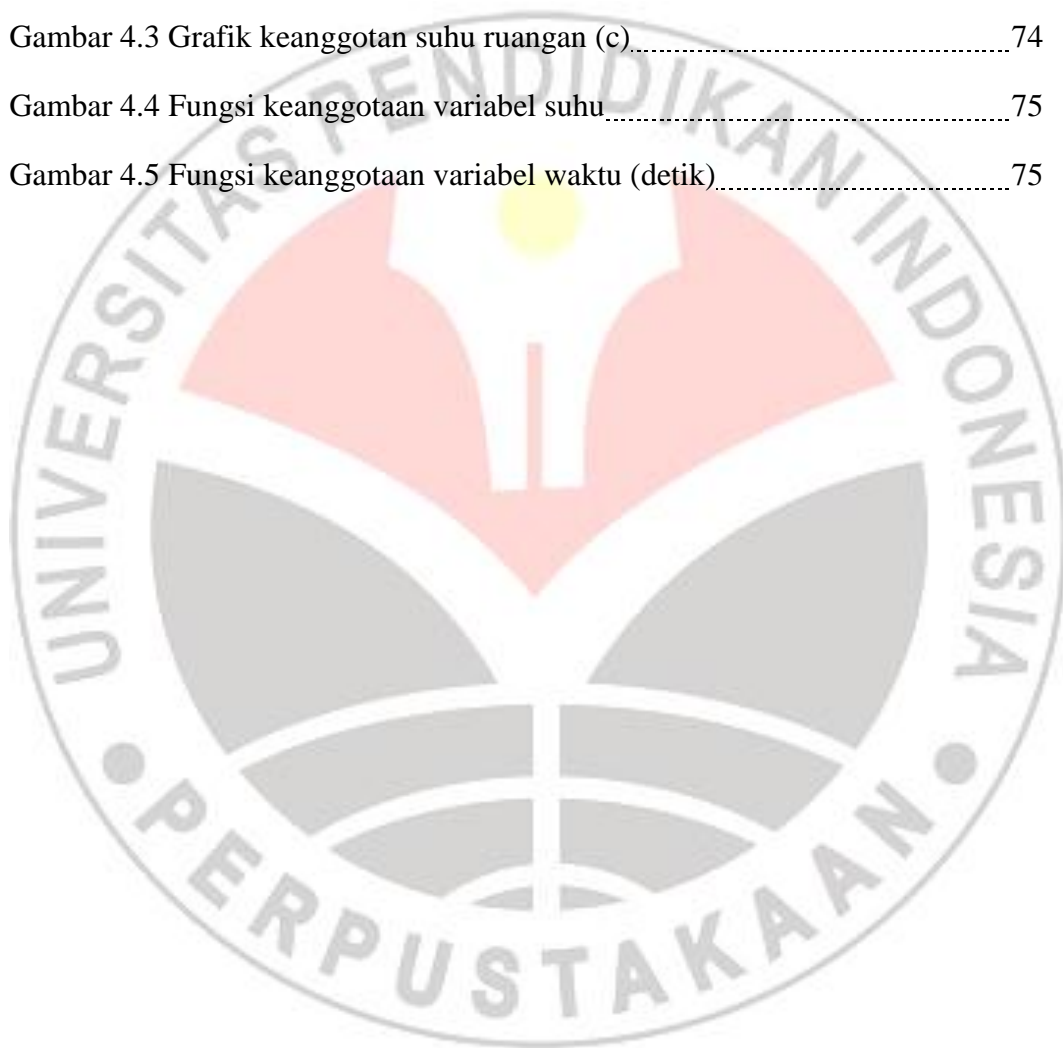 Gambar 4.3 Grafik keanggotan suhu ruangan (c) 74
Gambar 4.4 Fungsi keanggotaan variabel suhu 75
Gambar 4.5 Fungsi keanggotaan variabel waktu (detik) 75
UNIVERSITAS PENDIDIKAN INDONESIA
PERPUSTAKAAN